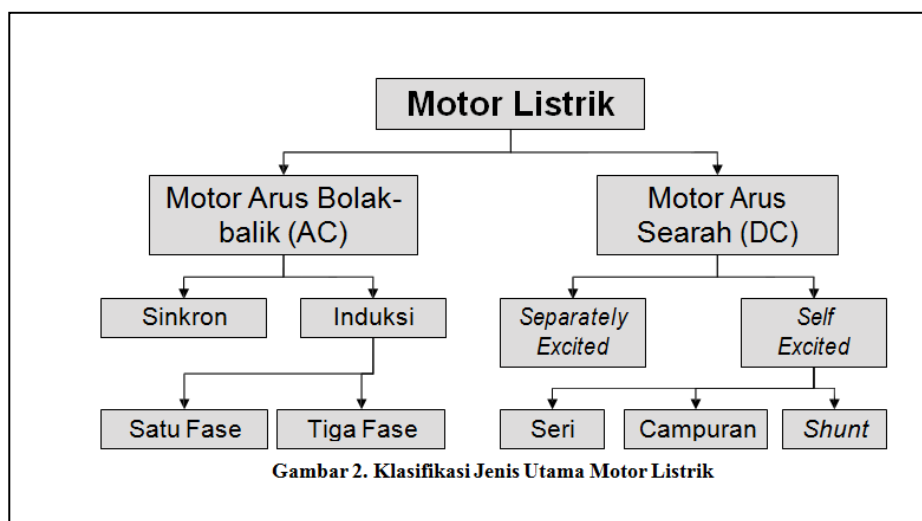 Motor Listrik
Motor Arus Bolak-
balik (AC)
Motor Arus
Searah (DC)
Sinkron
Induksi
Separately
Excited
Self
Excited
Satu Fase
Tiga Fase
Seri
Campuran
Shunt
Gambar 2. Klasifikasi Jenis Utama Motor Listrik